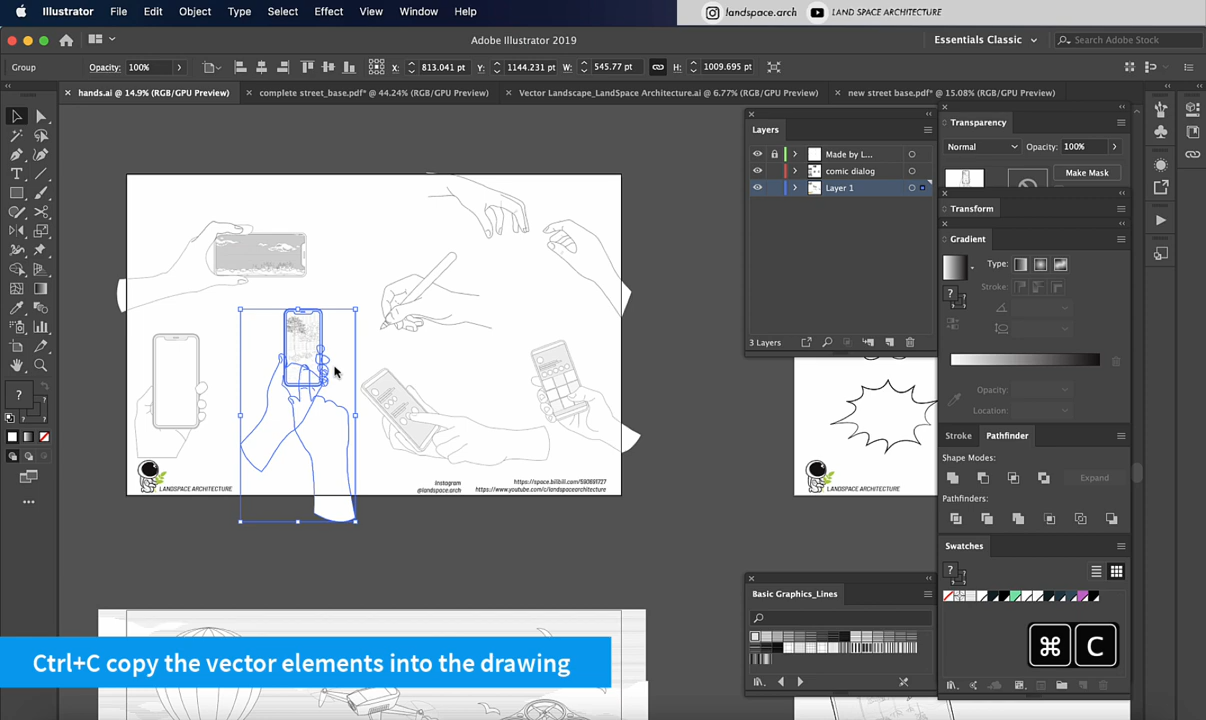 Illustrator File Edit Object Type Select Effect View Window Help
landspace.arch LAND SPACE ARCHITECTURE
Adobe Illustrator 2019
Essentials Classic
Search Adobe Stock
Group Opacity: 100% X: 813.041 pt Y: 1144.231 pt W: 545.77 pt H: 1009.695 pt
hands.ai @ 14.9% (RGB/GPU Preview) complete street_base.pdf* @ 44.24% (RGB/GPU Preview) Vector Landscape_LandSpace Architecture.ai @ 6.77% (RGB/GPU Preview) new street base.pdf* @ 15.08% (RGB/GPU Preview)
Layers
Made by L...
comic dialog
Layer 1
3 Layers
Transparency
Normal Opacity: 100%
Make Mask
Transform
Gradient
Type:
Stroke:
Opacity:
Location:
Stroke Pathfinder
Shape Modes:
Expand
Pathfinders:
Swatches
Basic Graphics_Lines
LANDSPACE ARCHITECTURE
Instagram
@landspace.arch
https://space.bilibili.com/590691727
https://www.youtube.com/c/landspacearchitecture
LANDSPACE ARCHITECTURE
Ctrl+C copy the vector elements into the drawing
⌘ C